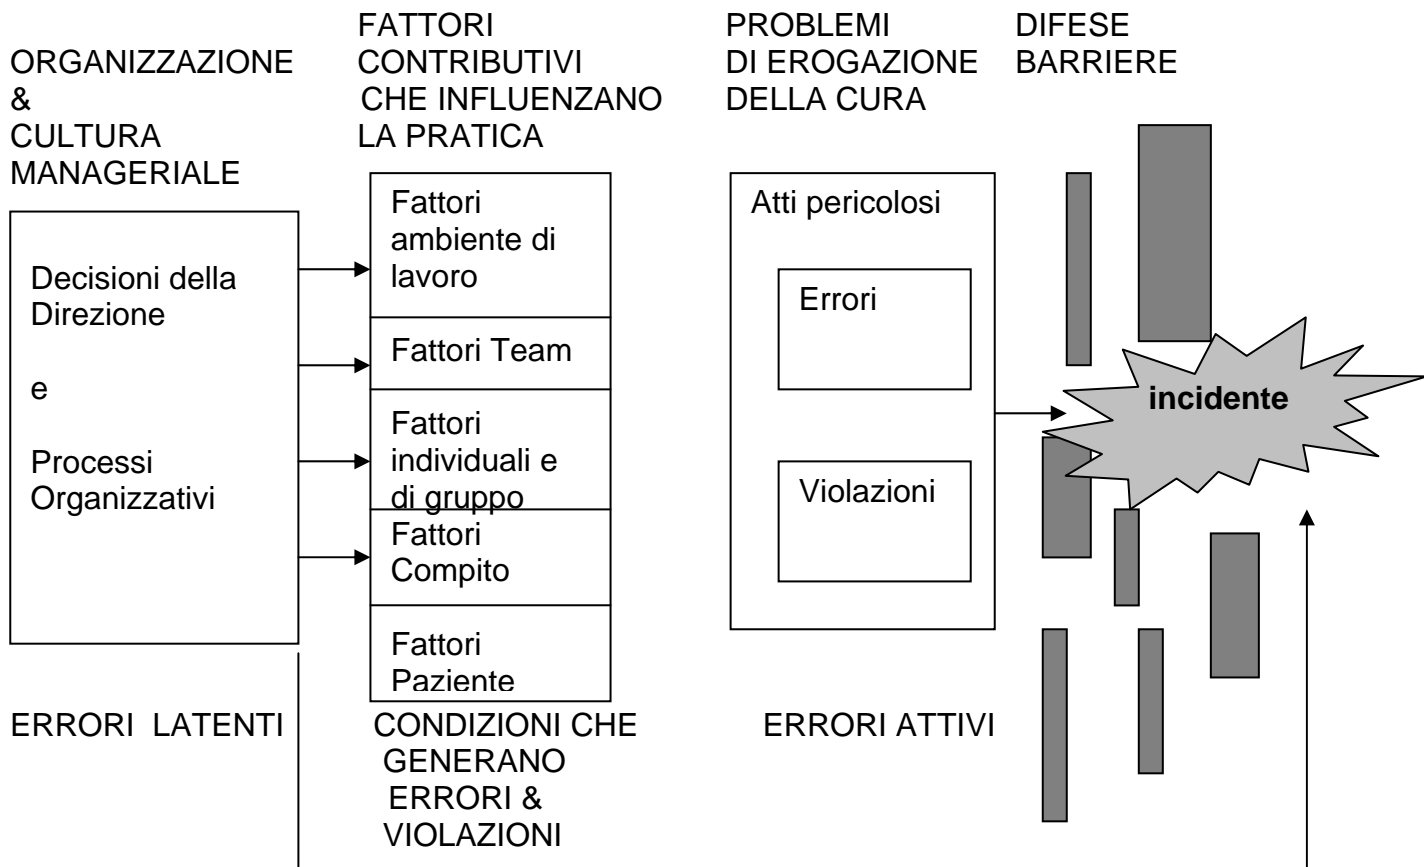 ORGANIZZAZIONE
&
CULTURA
MANAGERIALE
FATTORI
CONTRIBUTIVI
CHE INFLUENZANO
LA PRATICA
PROBLEMI
DI EROGAZIONE
DELLA CURA
DIFESE
BARRIERE
Decisioni della
Direzione
e
Processi
Organizzativi
Fattori
ambiente di
lavoro
Fattori Team
Fattori
individuali e
di gruppo
Fattori
Compito
Fattori
Paziente
Atti pericolosi
Errori
Violazioni
incidente
ERRORI LATENTI
CONDIZIONI CHE
GENERANO
ERRORI &
VIOLAZIONI
ERRORI ATTIVI